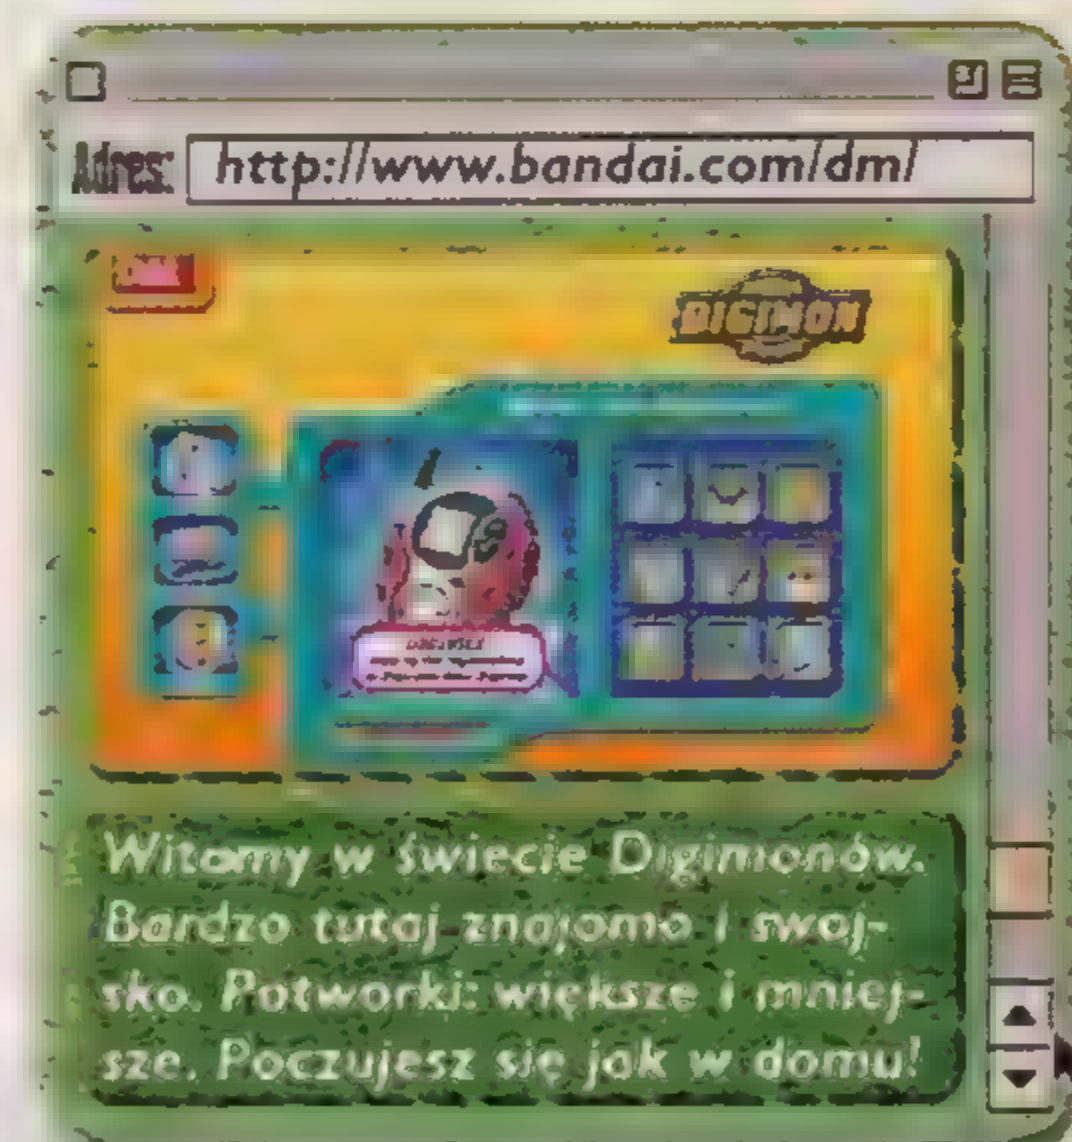 Adres: http://www.bandai.com/dm/
DIGIMON
Witamy w świecie Digimonów.
Bardzo tutaj znajomo i swoj-
sko. Potworki: większe i mniej-
sze. Poczujesz się jak w domu!